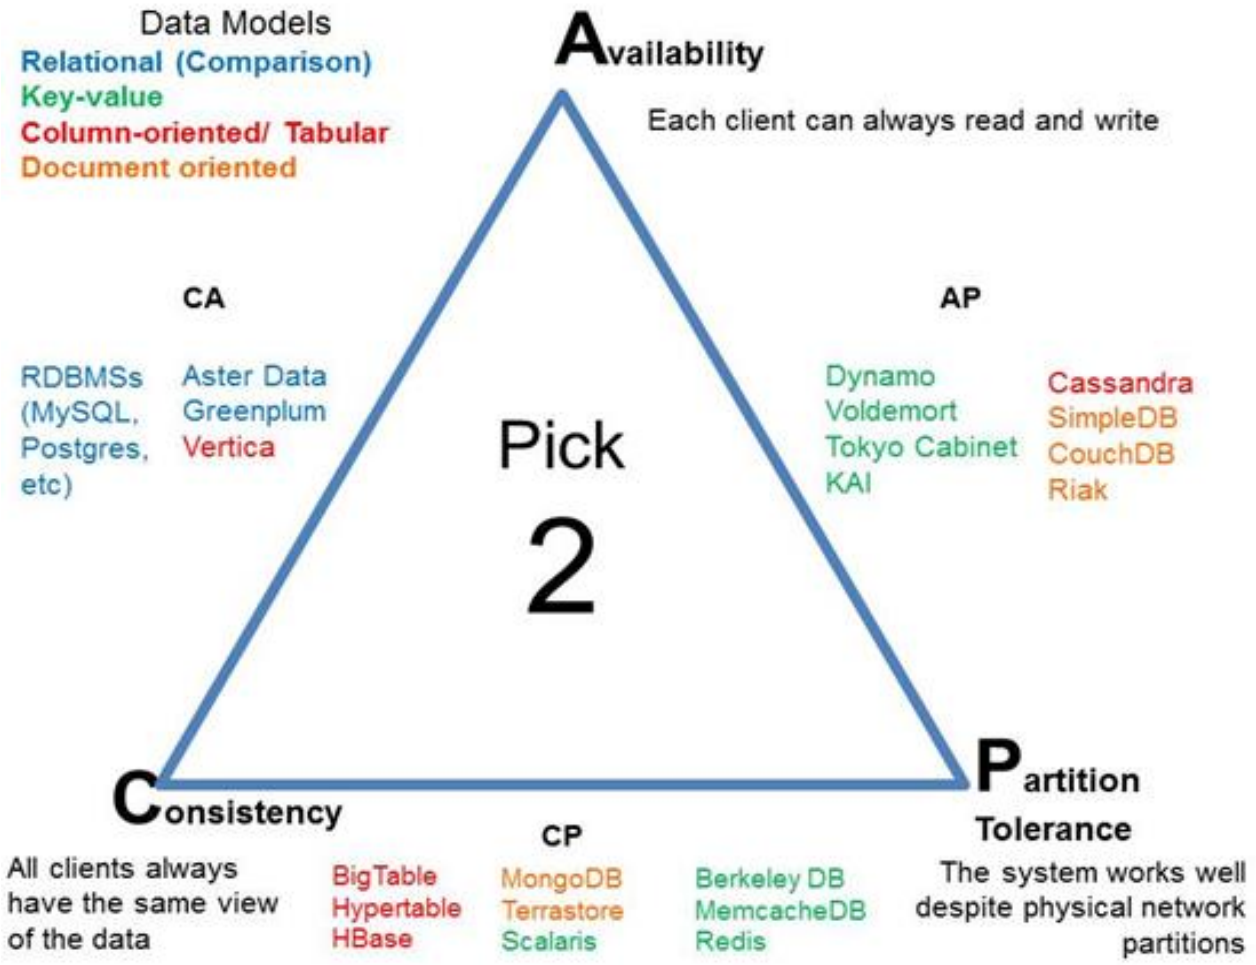 Data Models
Relational (Comparison)
Key-value
Column-oriented/ Tabular
Document oriented
Availability
Each client can always read and write
CA
RDBMSs
(MySQL,
Postgres,
etc)
Aster Data
Greenplum
Vertica
Pick
2
AP
Dynamo
Voldemort
Tokyo Cabinet
KAI
Cassandra
SimpleDB
CouchDB
Riak
Consistency
All clients always
have the same view
of the data
CP
BigTable
Hypertable
HBase
MongoDB
Terrastore
Scalaris
Berkeley DB
MemcacheDB
Redis
Partition
Tolerance
The system works well
despite physical network
partitions